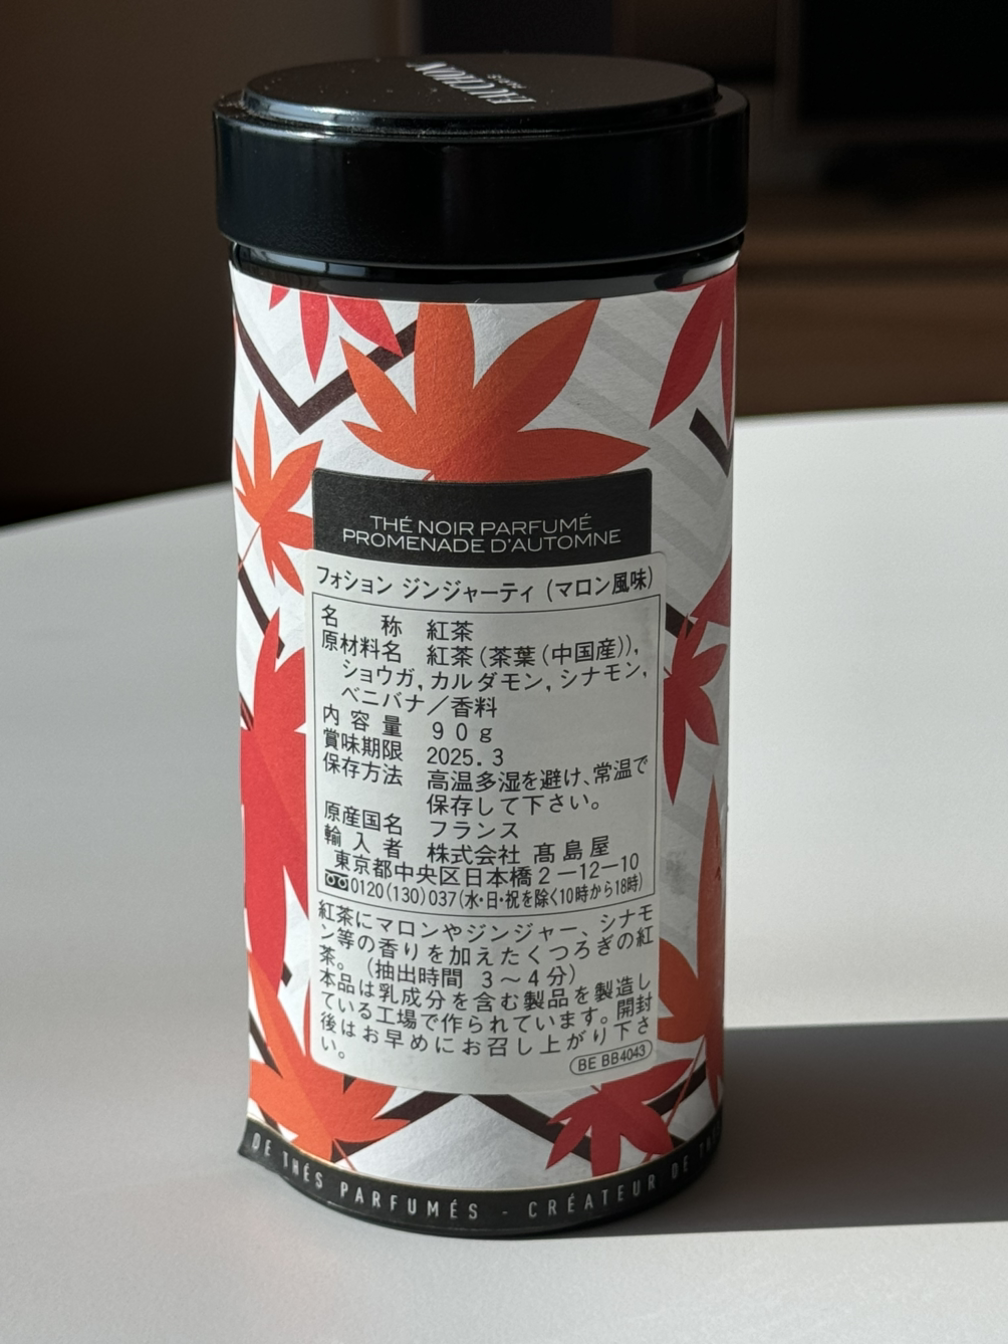 FAUCHON
PARIS
THÉ NOIR PARFUMÉ
PROMENADE D'AUTOMNE
フォション ジンジャーティ（マロン風味）
名　称　紅茶
原材料名　紅茶（茶葉（中国産））,
ショウガ, カルダモン, シナモン,
ベニバナ／香料
内 容 量　９０ｇ
賞味期限　2025. 3
保存方法　高温多湿を避け、常温で
保存して下さい。
原産国名　フランス
輸 入 者　株式会社 髙島屋
東京都中央区日本橋２－12－10
0120(130)037(水・日・祝を除く10時から18時)
紅茶にマロンやジンジャー、シナモ
ン等の香りを加えたくつろぎの紅
茶。（抽出時間　３～４分）
本品は乳成分を含む製品を製造し
ている工場で作られています。開封
後はお早めにお召し上がり下さ
い。
BE BB4043
DE THÉS PARFUMÉS - CRÉATEUR DE